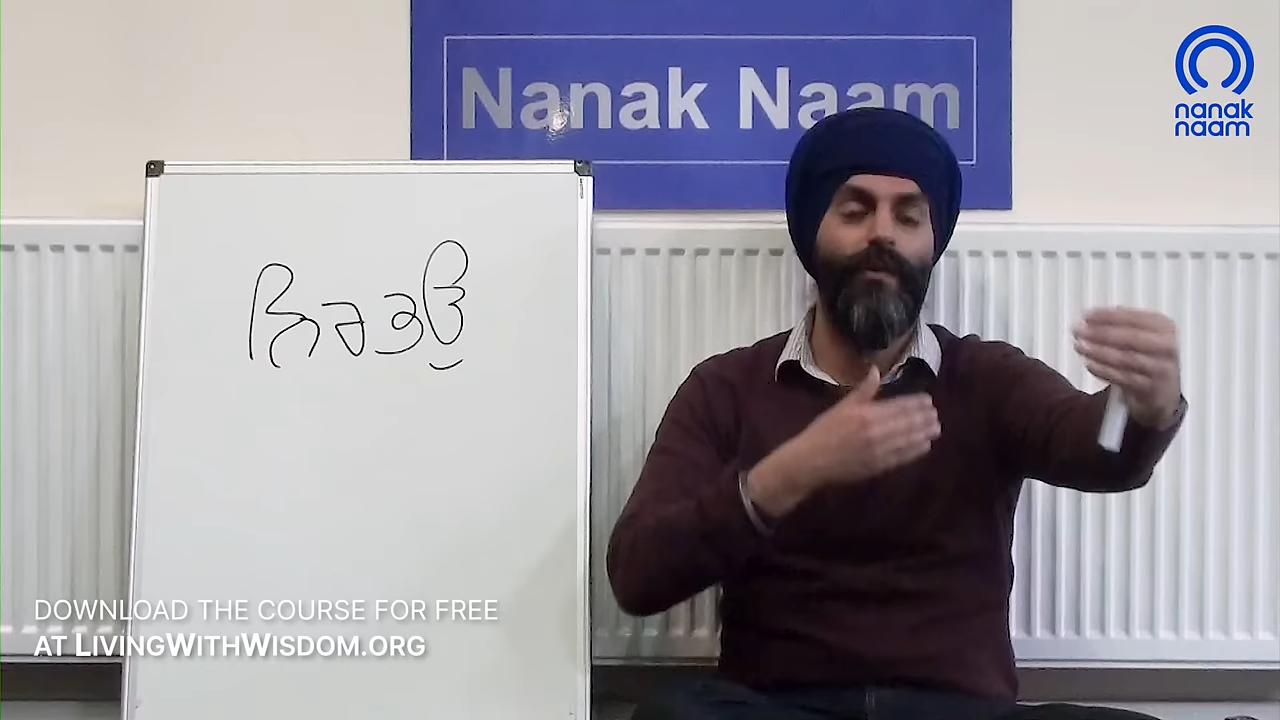 Nanak Naam
nanak
naam
ਨਿਰਭਉ
DOWNLOAD THE COURSE FOR FREE
AT LIVINGWITHWISDOM.ORG